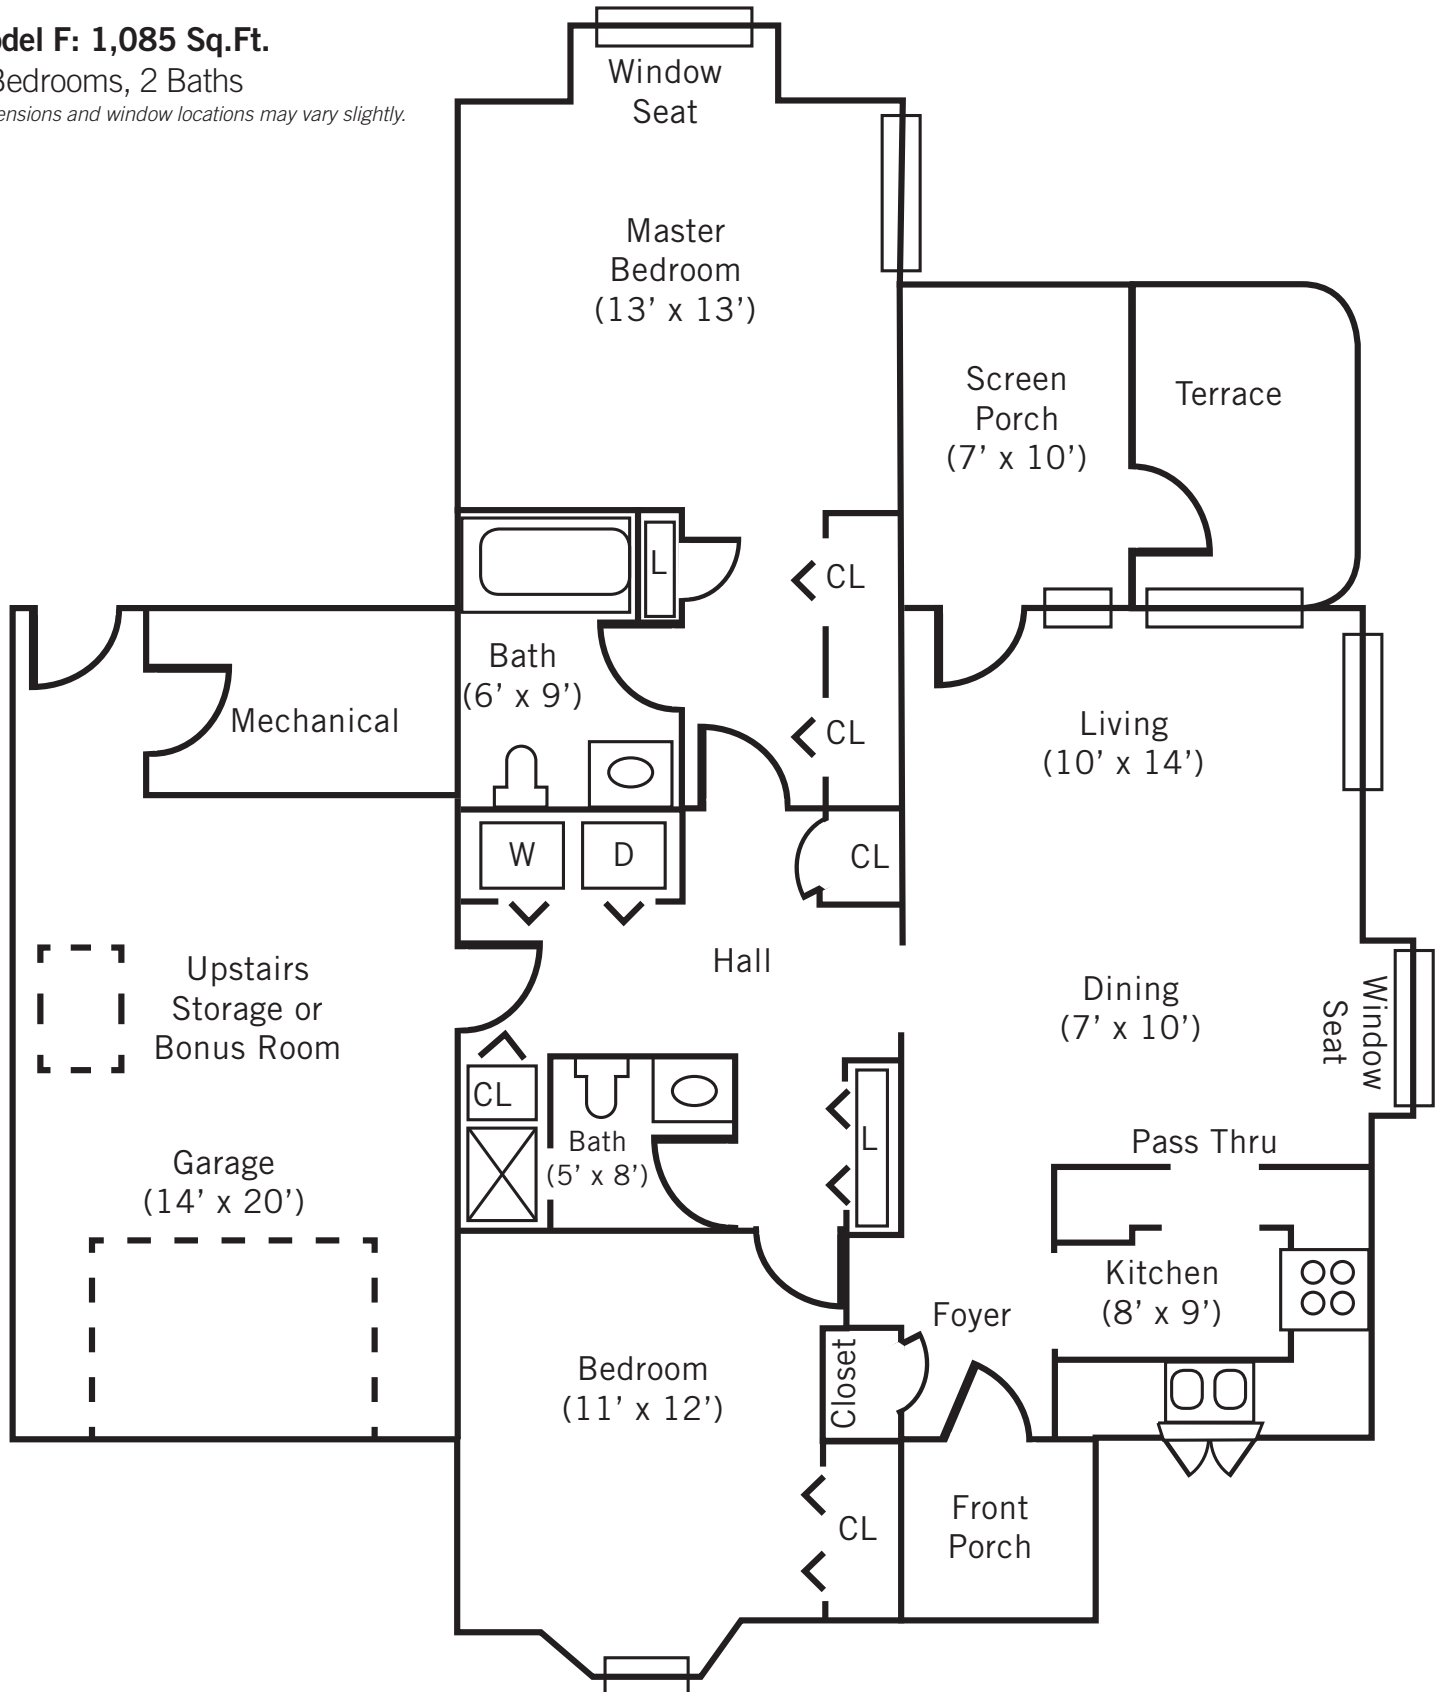 odel F: 1,085 Sq.Ft.
Bedrooms, 2 Baths
ensions and window locations may vary slightly.
Window
Seat
Master
Bedroom
(13’ x 13’)
Screen
Porch
(7’ x 10’)
Terrace
L
CL
Bath
(6’ x 9’)
Mechanical
CL
Living
(10’ x 14’)
W
D
CL
Hall
Upstairs
Storage or
Bonus Room
Dining
(7’ x 10’)
Window
Seat
CL
Bath
(5’ x 8’)
L
Pass Thru
Garage
(14’ x 20’)
Kitchen
(8’ x 9’)
Foyer
Bedroom
(11’ x 12’)
Closet
CL
Front
Porch